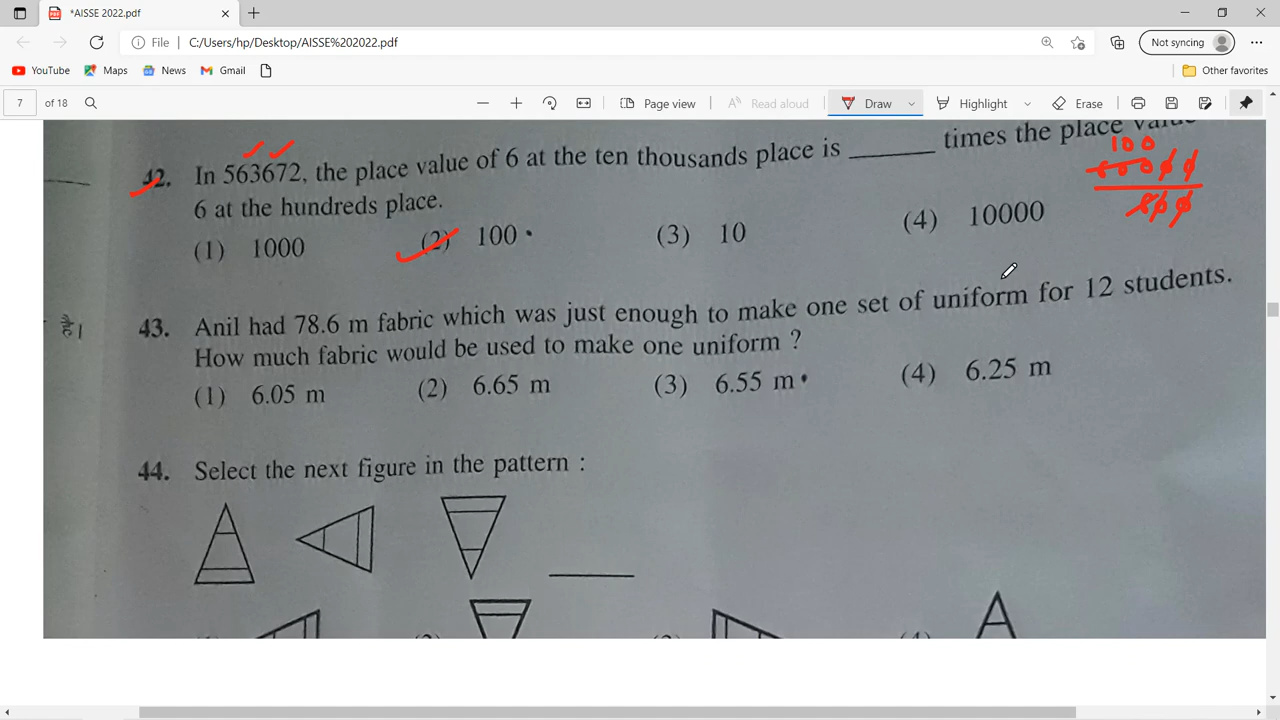 *AISSE 2022.pdf
File C:/Users/hp/Desktop/AISSE%202022.pdf
Not syncing
YouTube Maps News Gmail Other favorites
7 of 18 Page view Read aloud Draw Highlight Erase
42. In 563672, the place value of 6 at the ten thousands place is ______ times the place value
100
6 at the hundreds place.
(1) 1000 (2) 100 (3) 10 (4) 10000
43. Anil had 78.6 m fabric which was just enough to make one set of uniform for 12 students.
है।
How much fabric would be used to make one uniform ?
(1) 6.05 m (2) 6.65 m (3) 6.55 m (4) 6.25 m
44. Select the next figure in the pattern :